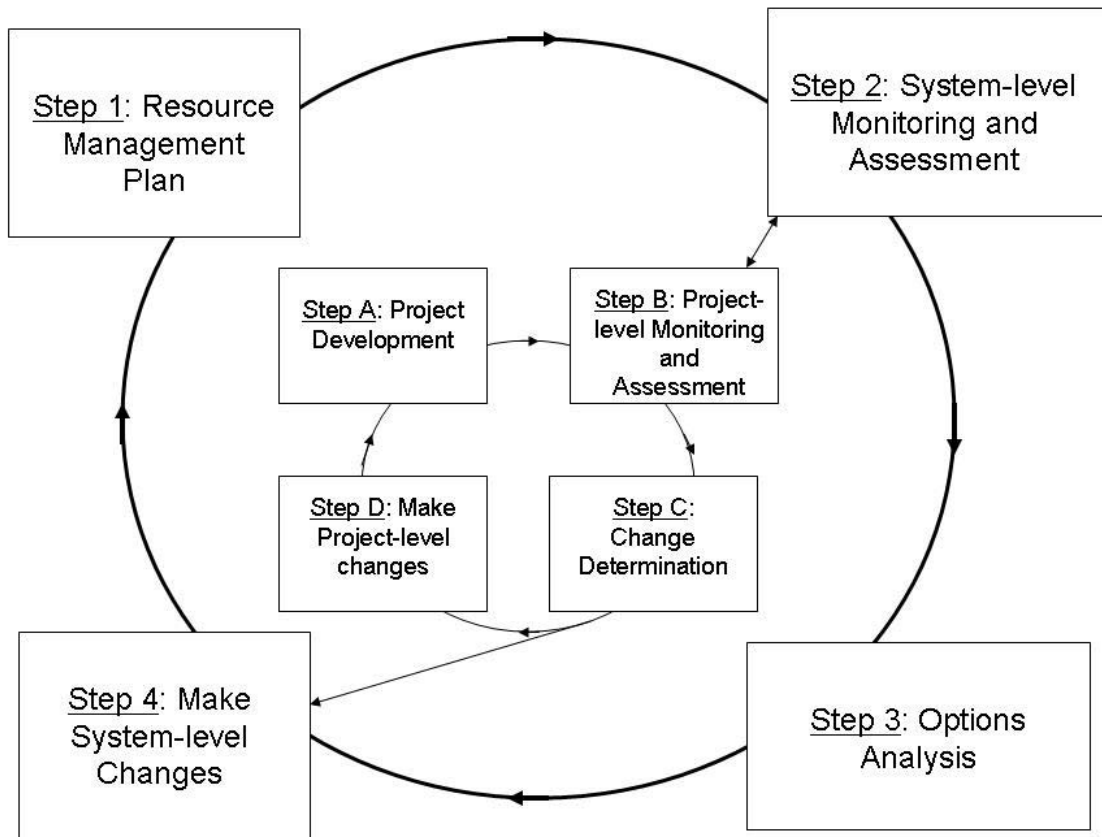 Step 1: Resource
Management
Plan
Step 2: System-level
Monitoring and
Assessment
Step A: Project
Development
Step B: Project-
level Monitoring
and
Assessment
Step D: Make
Project-level
changes
Step C:
Change
Determination
Step 4: Make
System-level
Changes
Step 3: Options
Analysis